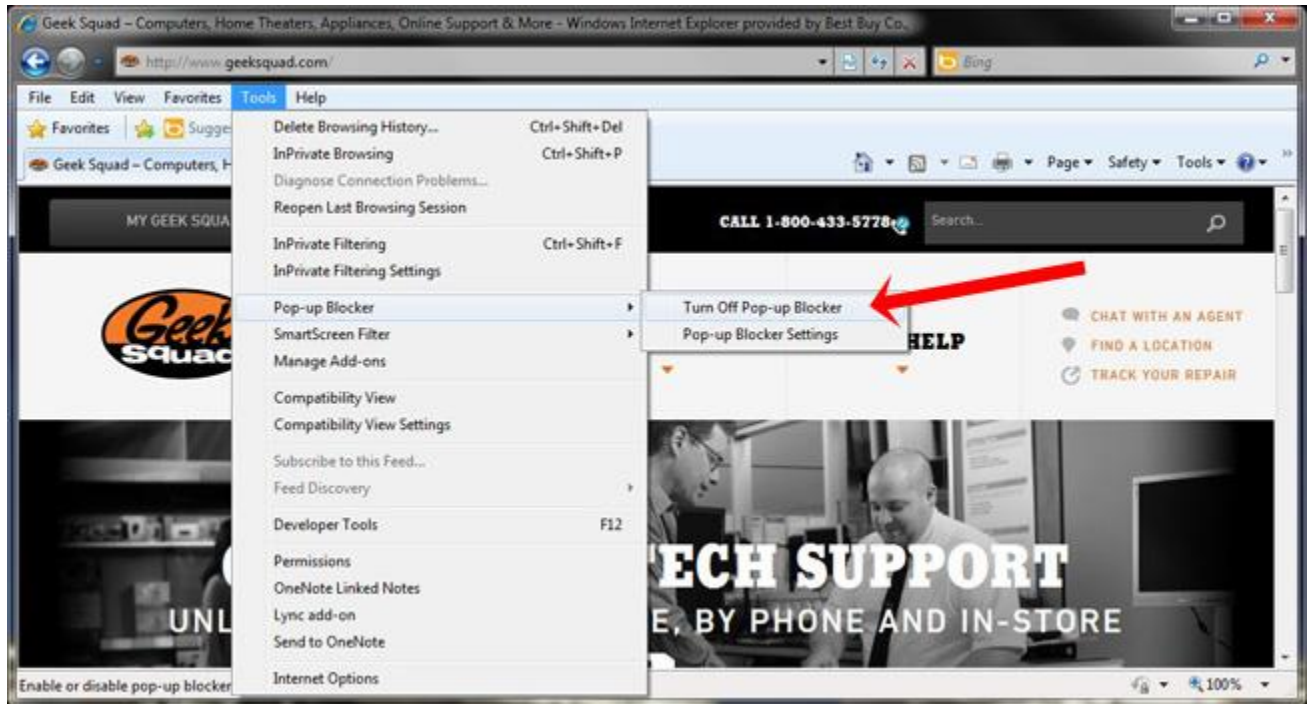 Geek Squad – Computers, Home Theaters, Appliances, Online Support & More - Windows Internet Explorer provided by Best Buy Co.
http://www.geeksquad.com/
Bing
File Edit View Favorites Tools Help
Favorites Sugge
Geek Squad – Computers, H
Page Safety Tools
Delete Browsing History... Ctrl+Shift+Del
InPrivate Browsing Ctrl+Shift+P
Diagnose Connection Problems...
Reopen Last Browsing Session
InPrivate Filtering Ctrl+Shift+F
InPrivate Filtering Settings
Pop-up Blocker
SmartScreen Filter
Manage Add-ons
Compatibility View
Compatibility View Settings
Subscribe to this Feed...
Feed Discovery
Developer Tools F12
Permissions
OneNote Linked Notes
Lync add-on
Send to OneNote
Internet Options
Turn Off Pop-up Blocker
Pop-up Blocker Settings
MY GEEK SQUA
CALL 1-800-433-5778
Search...
Geek
Squad
HELP
CHAT WITH AN AGENT
FIND A LOCATION
TRACK YOUR REPAIR
ECH SUPPORT
UNL E, BY PHONE AND IN-STORE
Enable or disable pop-up blocker
100%